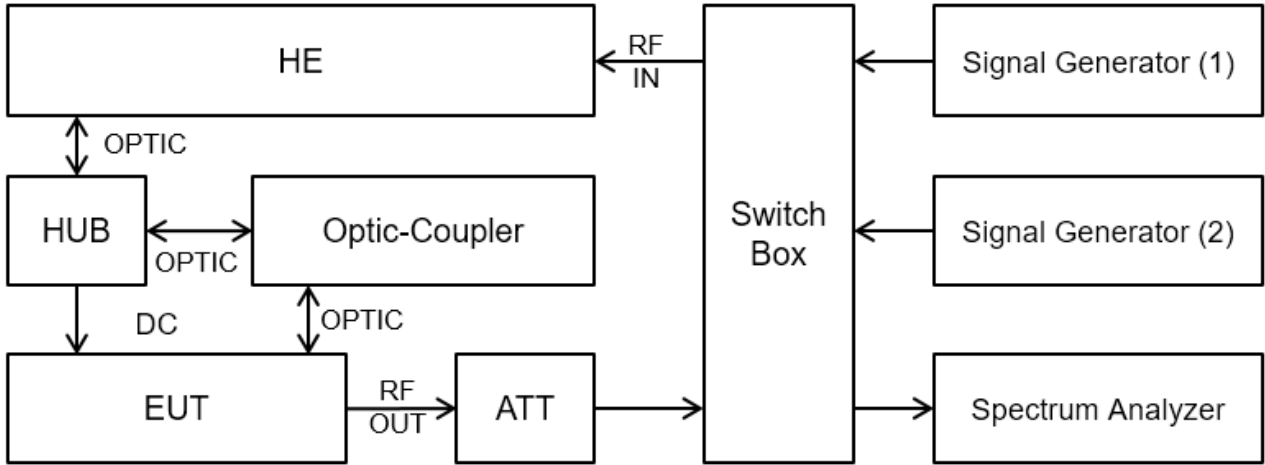 HE
RF
IN
Signal Generator (1)
OPTIC
HUB
OPTIC
Optic-Coupler
Switch
Box
Signal Generator (2)
DC
OPTIC
EUT
RF
OUT
ATT
Spectrum Analyzer